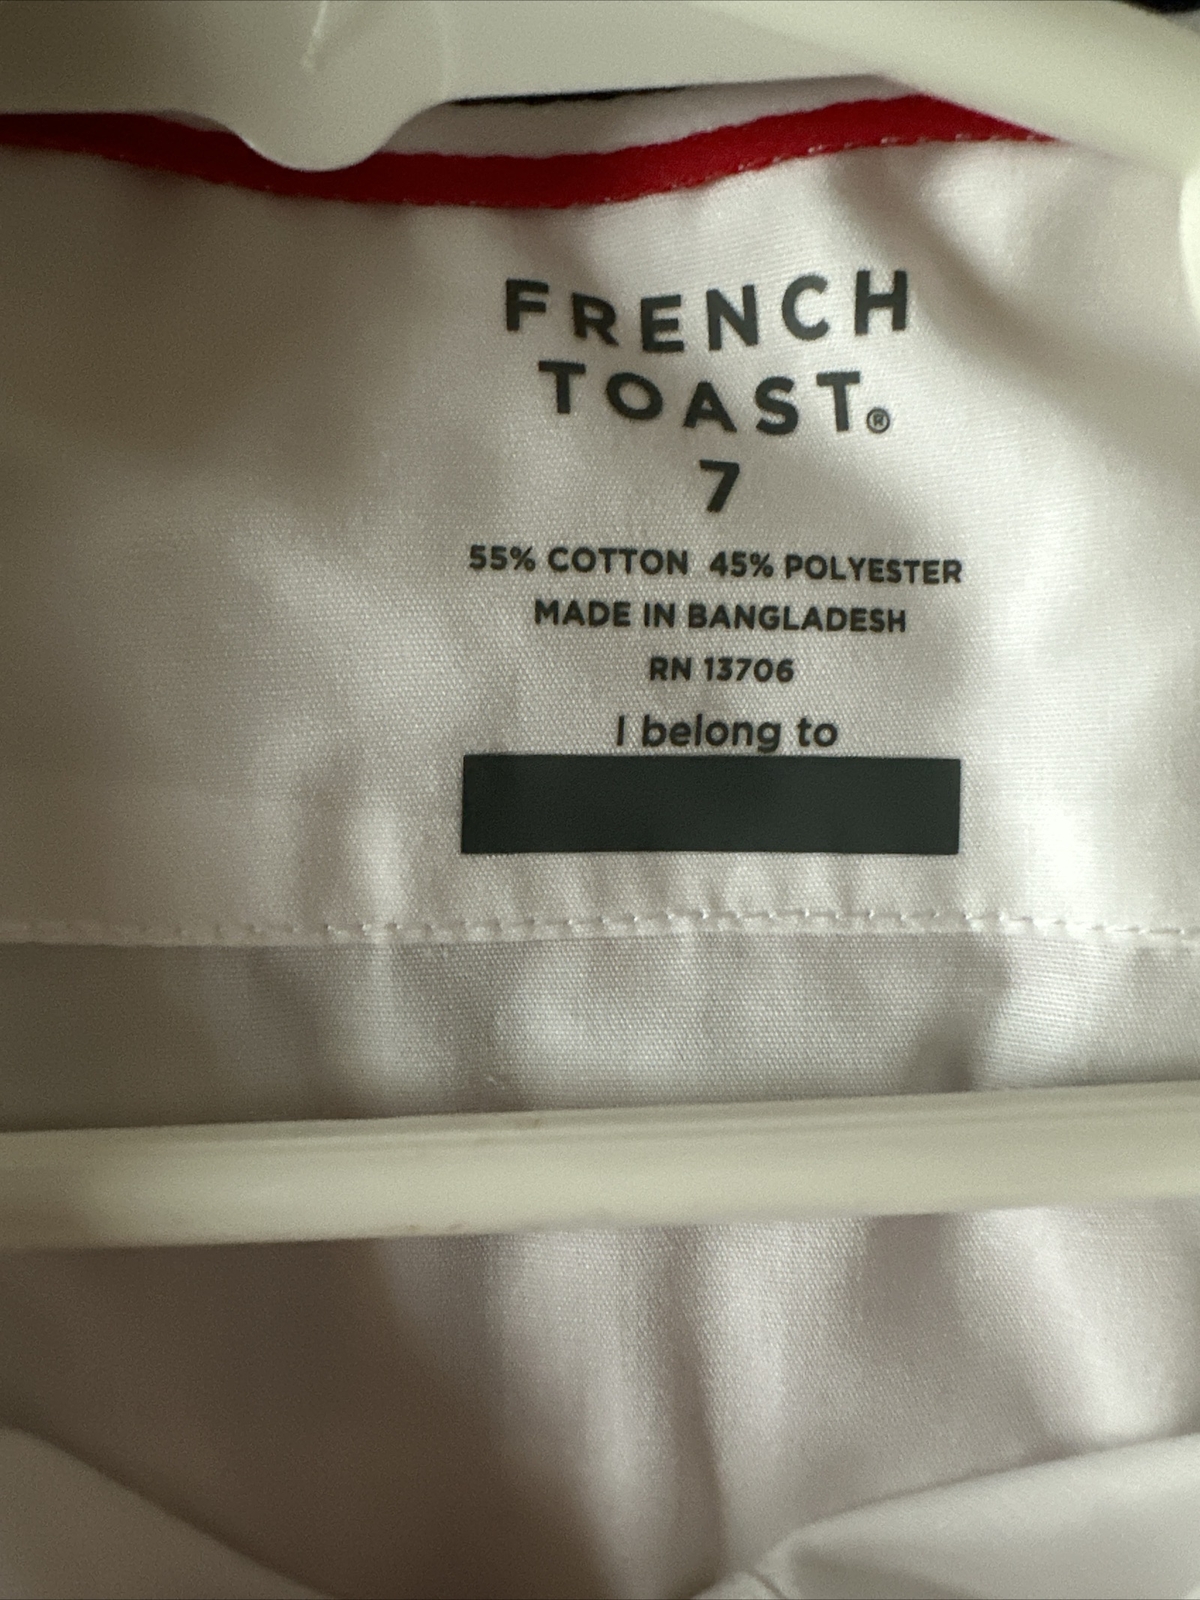 FRENCH
TOAST®
7
55% COTTON 45% POLYESTER
MADE IN BANGLADESH
RN 13706
I belong to